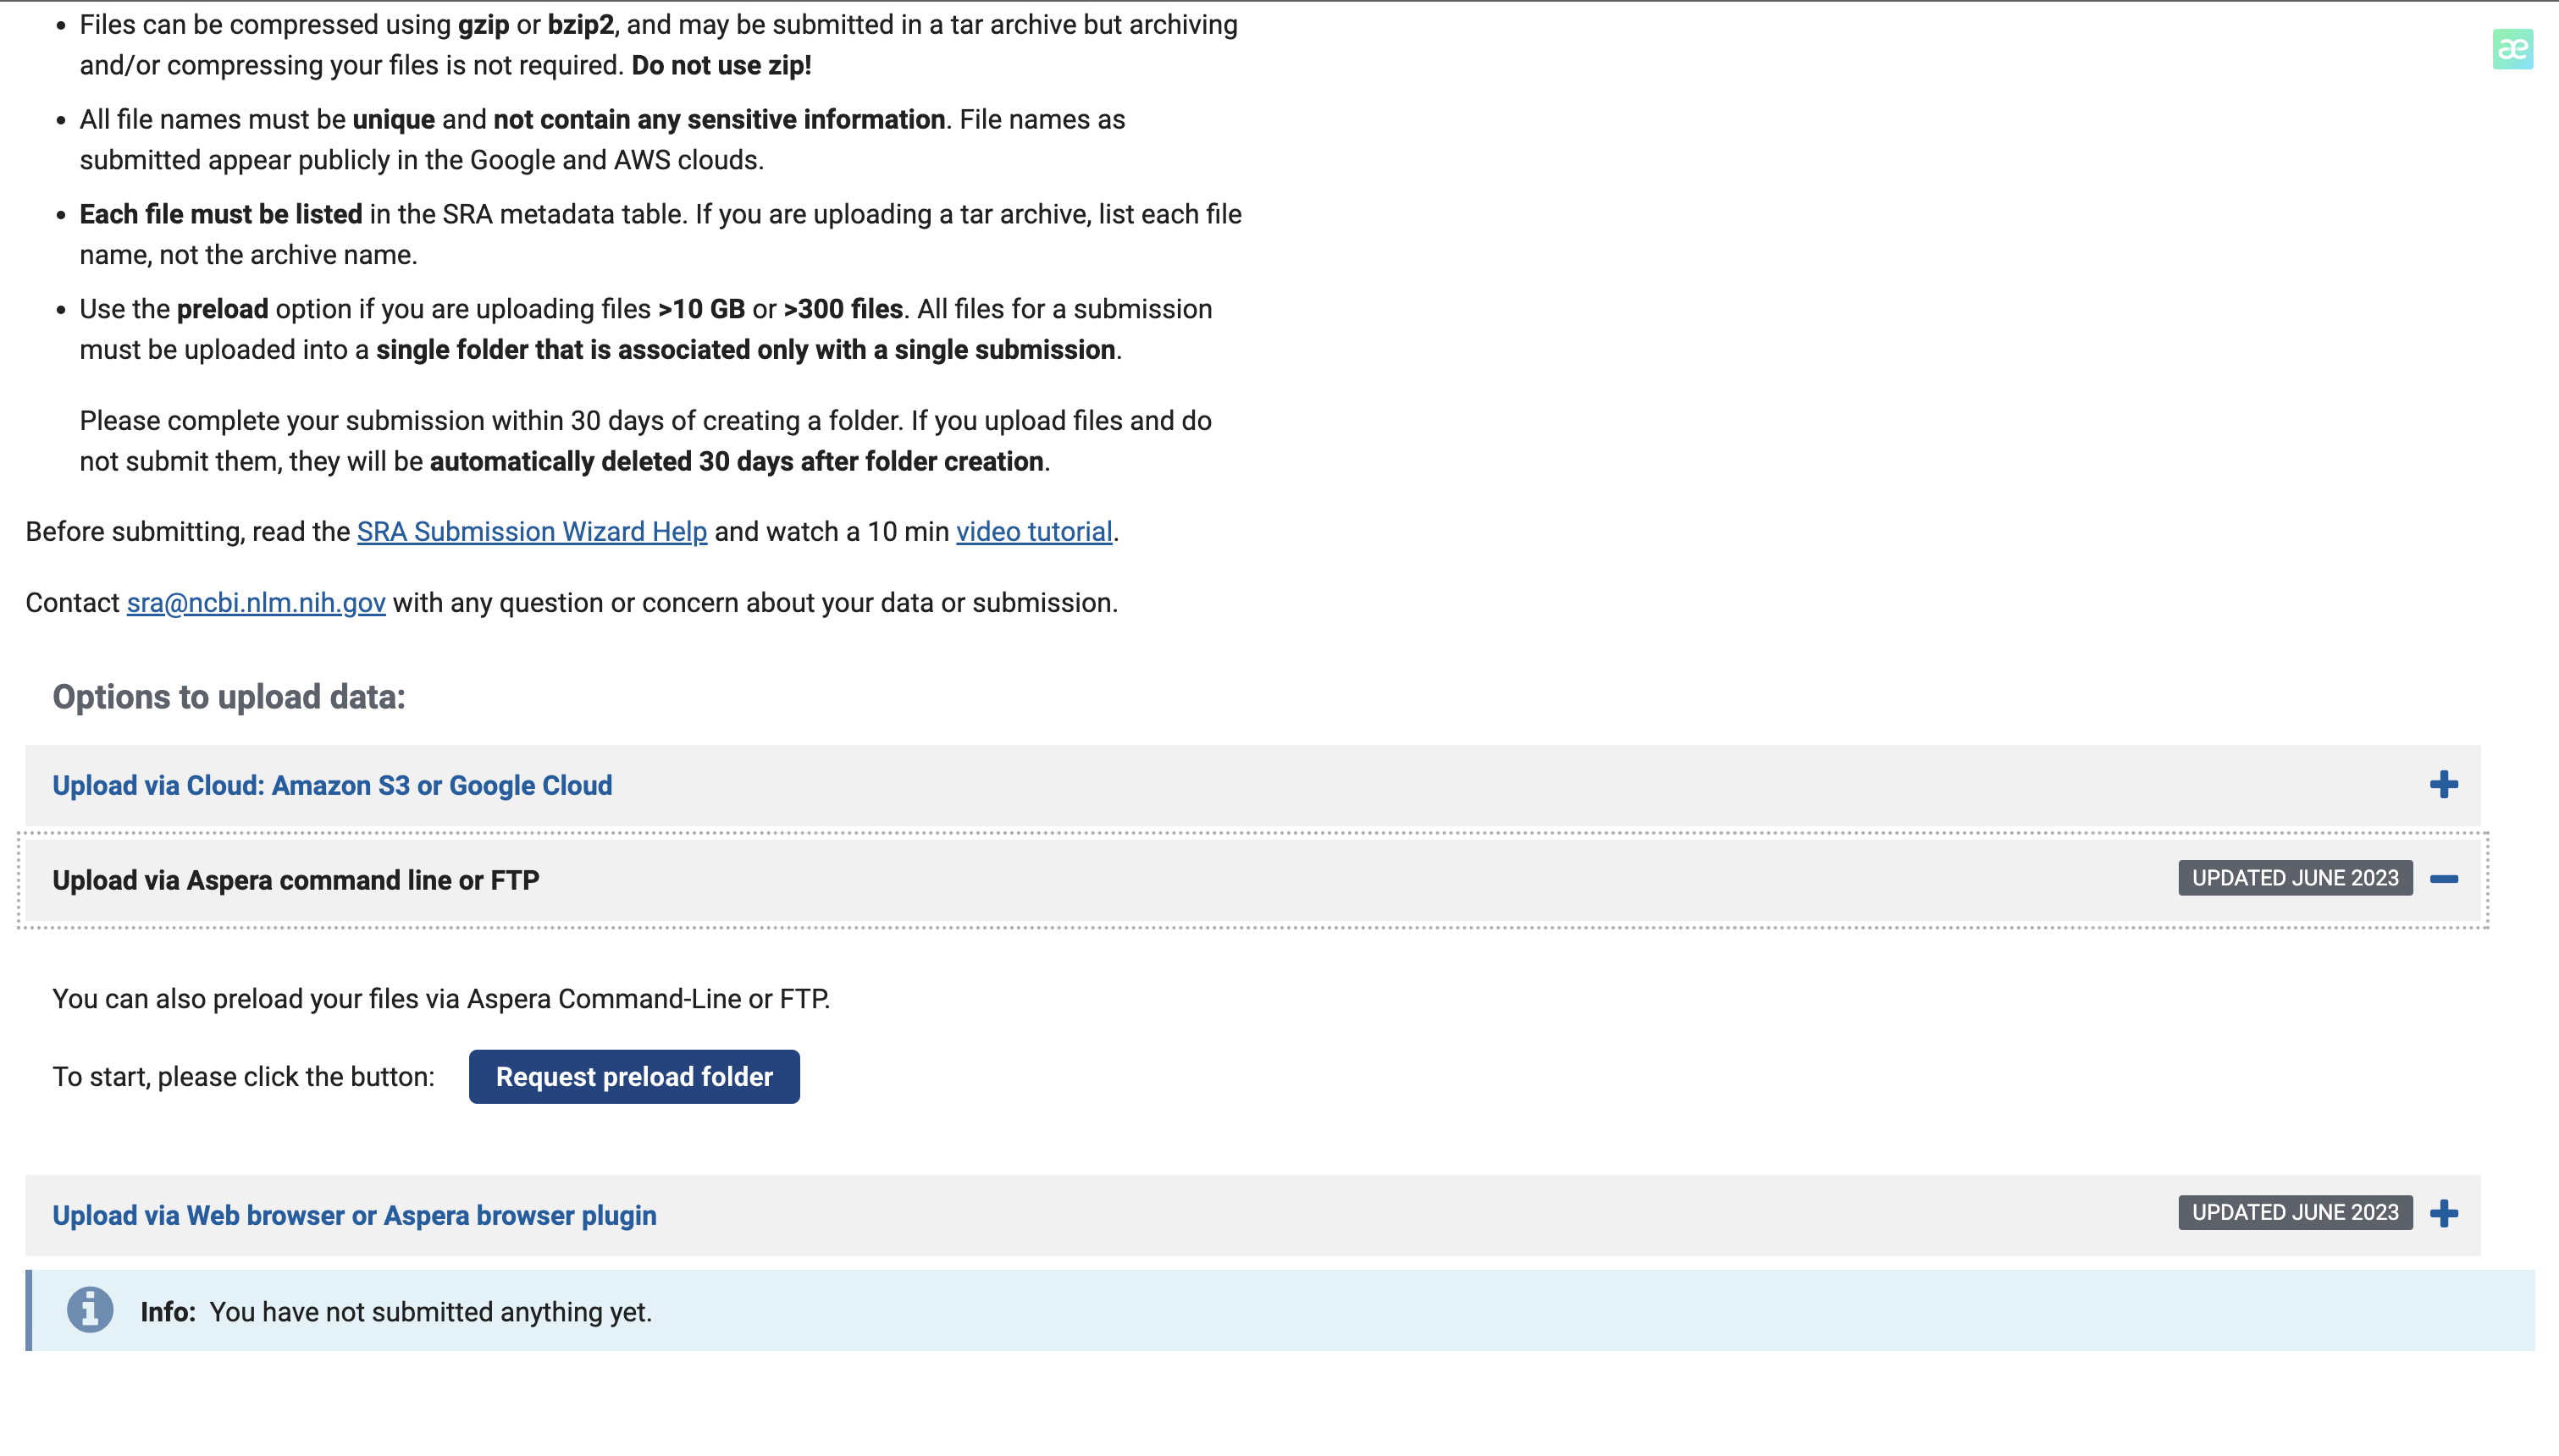 • Files can be compressed using gzip or bzip2, and may be submitted in a tar archive but archiving
and/or compressing your files is not required. Do not use zip!
• All file names must be unique and not contain any sensitive information. File names as
submitted appear publicly in the Google and AWS clouds.
• Each file must be listed in the SRA metadata table. If you are uploading a tar archive, list each file
name, not the archive name.
• Use the preload option if you are uploading files >10 GB or >300 files. All files for a submission
must be uploaded into a single folder that is associated only with a single submission.
Please complete your submission within 30 days of creating a folder. If you upload files and do
not submit them, they will be automatically deleted 30 days after folder creation.
Before submitting, read the SRA Submission Wizard Help and watch a 10 min video tutorial.
Contact sra@ncbi.nlm.nih.gov with any question or concern about your data or submission.
Options to upload data:
Upload via Cloud: Amazon S3 or Google Cloud
Upload via Aspera command line or FTP UPDATED JUNE 2023
You can also preload your files via Aspera Command-Line or FTP.
To start, please click the button: Request preload folder
Upload via Web browser or Aspera browser plugin UPDATED JUNE 2023
Info: You have not submitted anything yet.
æ